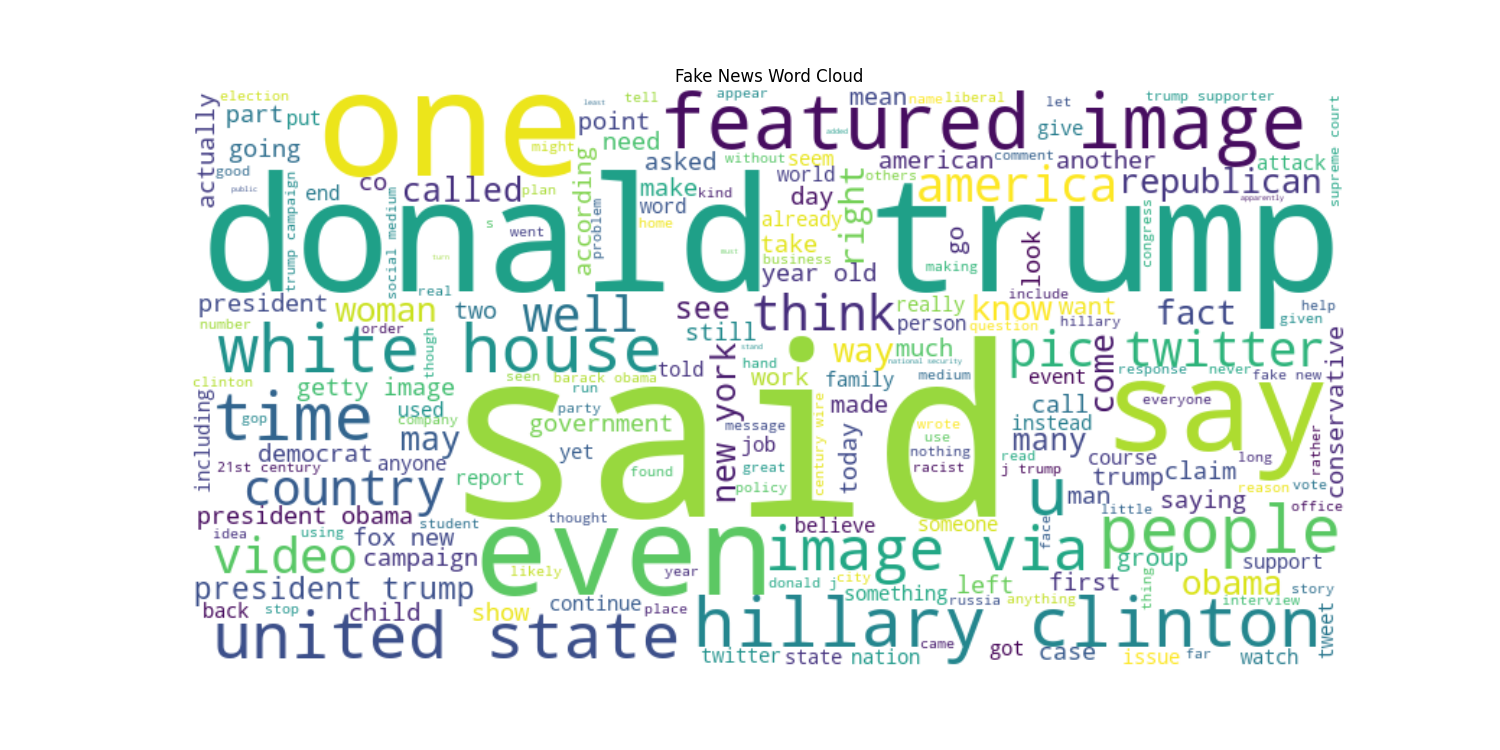 Fake News Word Cloud
election
one
least
tell
appear
mean
name
liberal
let
trump supporter
actually
part
put
point
featured image
added
give
supreme court
going
might
need
good
asked
without
seem
american
comment
another
attack
public
trump campaign
end
co
called
plan
according
make
kind
world
others
right
america
republican
apparently
social medium
s
went
problem
word
home
day
already
donald trump
go
look
congress
turn
must
take
business
year old
making
real
president
woman
two
well
see
think
really
know
include
want
fact
help
number
order
still
person
question
hillary
given
white house
though
stand
new york
hand
way
much
national security
pic twitter
come
conservative
told
clinton
getty image
seen
barack obama
work
family
medium
event
response
never
fake new
including
time
used
run
said
made
call
say
everyone
gop
company
party
government
message
century wire
today
wrote
instead
democrat
may
yet
job
use
many
rather
anyone
nothing
21st century
report
found
great
racist
read
j trump
course
claim
long
country
policy
u
trump
reason
vote
man
saying
office
president obama
student
thought
believe
someone
little
people
idea
using
fox new
even
face
video
campaign
image via
group
support
likely
year
president trump
donald j
city
something
left
first
thing
obama
story
back
stop
child
show
continue
place
russia
anything
interview
united state
hillary clinton
tweet
came
got
case
twitter
state
nation
issue
far
watch